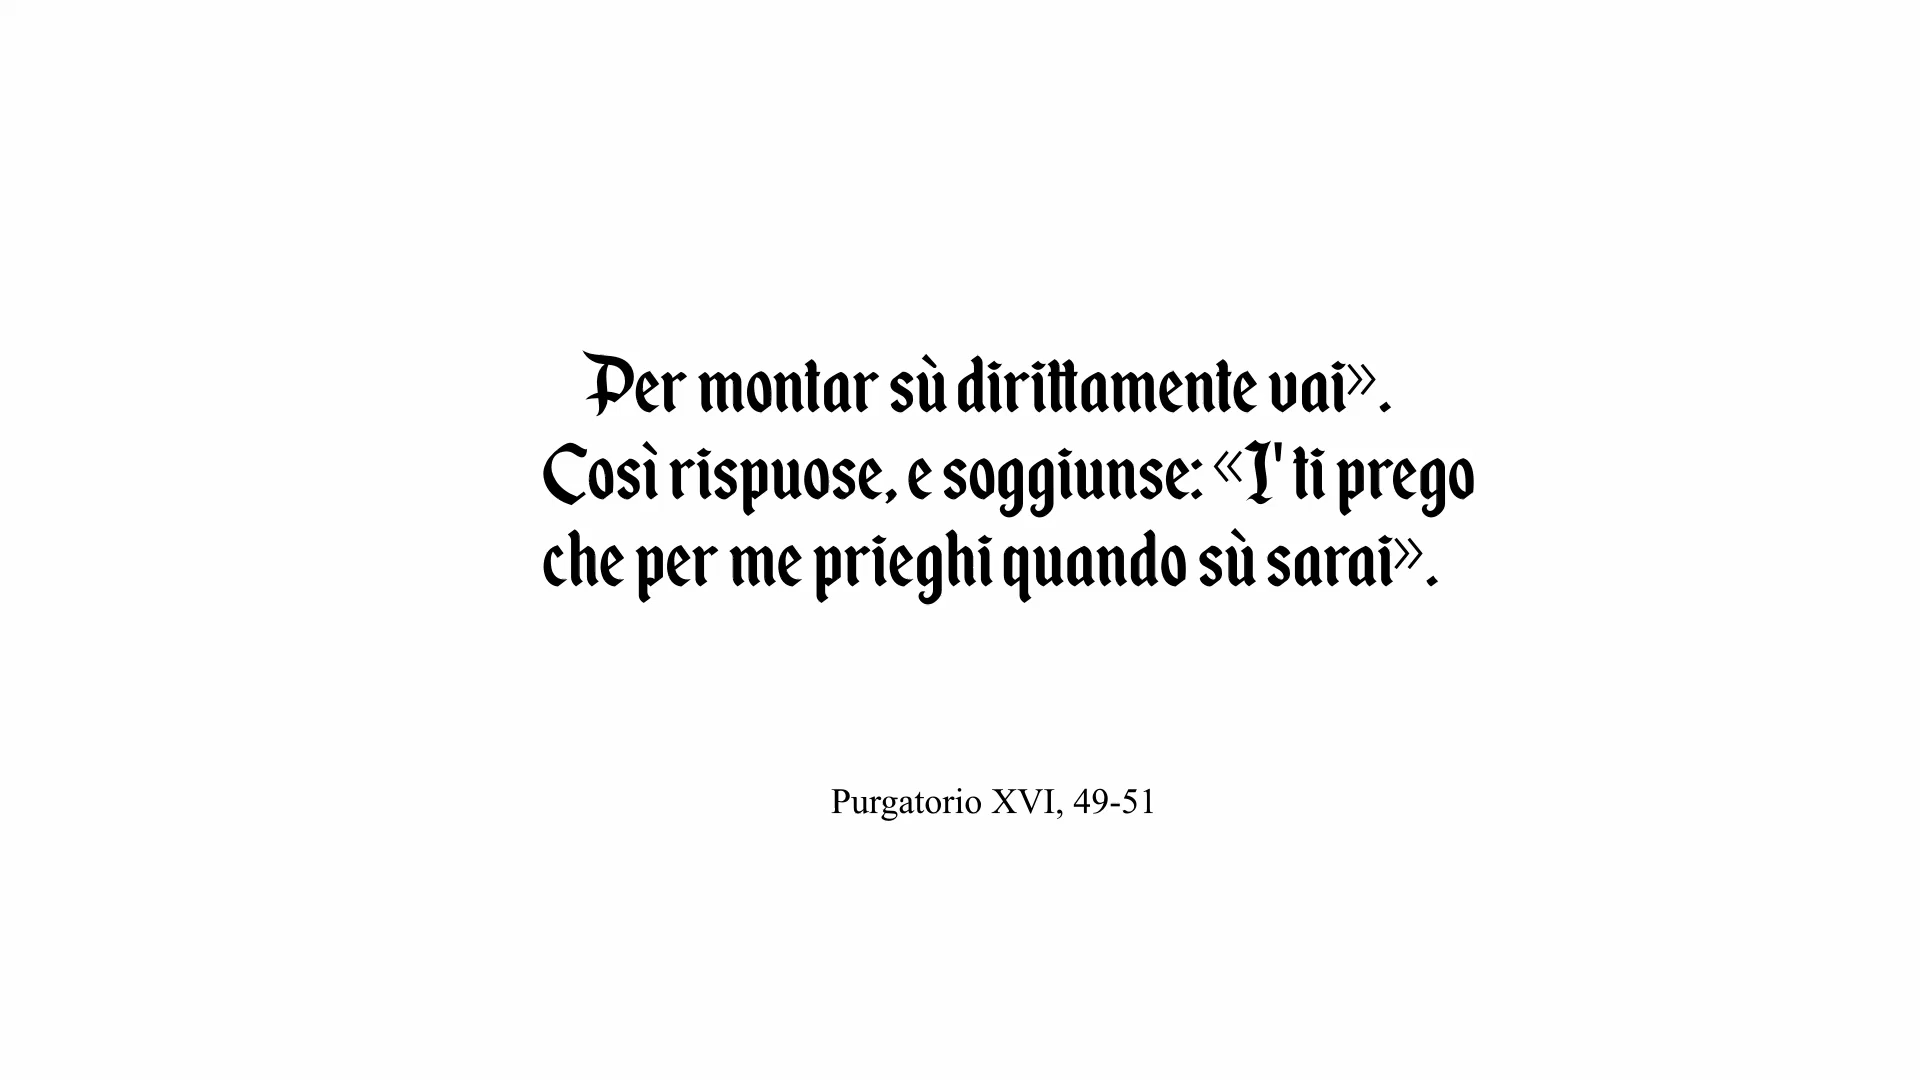 Per montar sù dirittamente vai».
Così rispuose, e soggiunse: «I' ti prego
che per me prieghi quando sù sarai».
Purgatorio XVI, 49-51